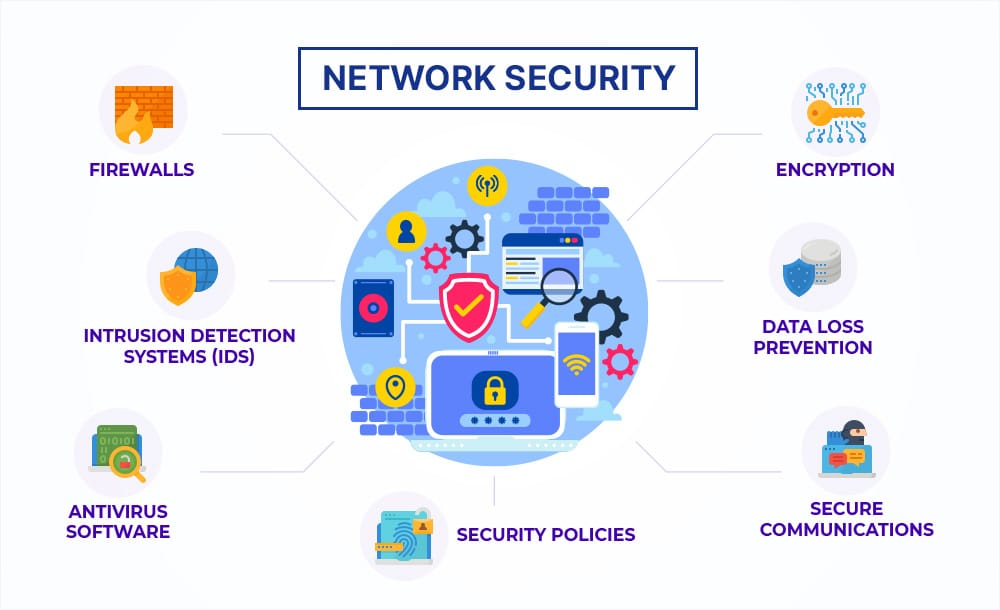 NETWORK SECURITY
FIREWALLS
ENCRYPTION
INTRUSION DETECTION
SYSTEMS (IDS)
DATA LOSS
PREVENTION
ANTIVIRUS
SOFTWARE
SECURITY POLICIES
SECURE
COMMUNICATIONS